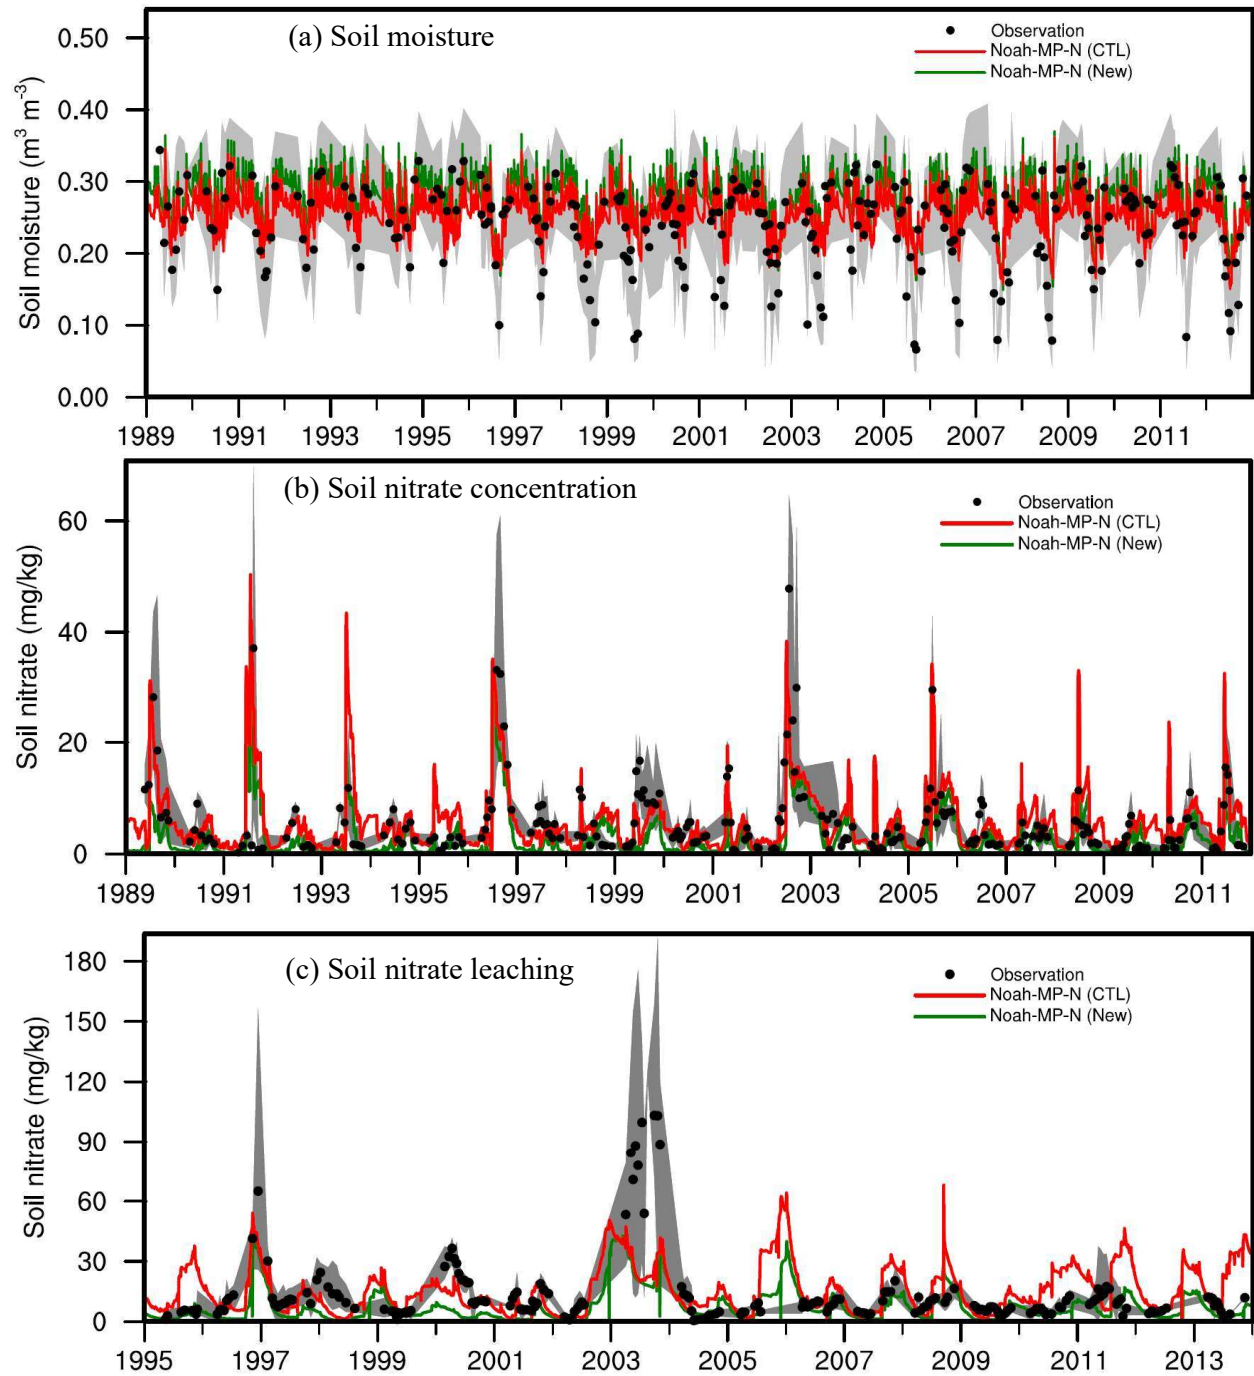 (a) Soil moisture
Observation
Noah-MP-N (CTL)
Noah-MP-N (New)
Soil moisture (m³ m⁻³)
0.50
0.40
0.30
0.20
0.10
0.00
1989 1991 1993 1995 1997 1999 2001 2003 2005 2007 2009 2011
(b) Soil nitrate concentration
Observation
Noah-MP-N (CTL)
Noah-MP-N (New)
Soil nitrate (mg/kg)
60
40
20
0
1989 1991 1993 1995 1997 1999 2001 2003 2005 2007 2009 2011
(c) Soil nitrate leaching
Observation
Noah-MP-N (CTL)
Noah-MP-N (New)
Soil nitrate (mg/kg)
180
150
120
90
60
30
0
1995 1997 1999 2001 2003 2005 2007 2009 2011 2013